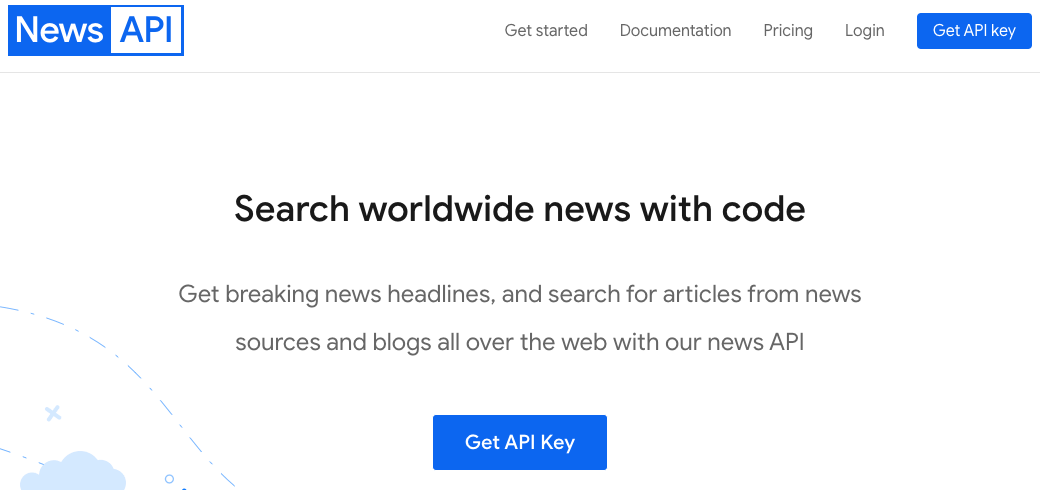 News API
Get started Documentation Pricing Login Get API key
Search worldwide news with code
Get breaking news headlines, and search for articles from news
sources and blogs all over the web with our news API
Get API Key